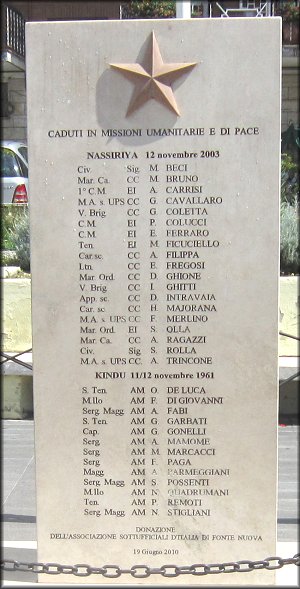 CADUTI IN MISSIONI UMANITARIE E DI PACE
NASSIRIYA 12 novembre 2003
Civ. Sig. M. BECI
Mar. Ca. CC M. BRUNO
1° C.M. EI A. CARRISI
M.A. s. UPS CC G. CAVALLARO
V. Brig. CC G. COLETTA
C.M. EI P. COLUCCI
C.M. EI E. FERRARO
Ten. EI M. FICUCIELLO
Car.sc. CC A. FILIPPA
Ltn. CC E. FREGOSI
Mar. Ord. CC D. GHIONE
V. Brig. CC I. GHITTI
App. sc. CC D. INTRAVAIA
Car. sc. CC H. MAJORANA
M.A. s. UPS CC F. MERLINO
Mar. Ord. EI S. OLLA
Mar. Ca. CC A. RAGAZZI
Civ. Sig. S. ROLLA
M.A. s. UPS CC A. TRINCONE
KINDU 11/12 novembre 1961
S. Ten. AM O. DE LUCA
M.llo AM F. DI GIOVANNI
Serg. Magg. AM A. FABI
S. Ten. AM G. GARBATI
Cap. AM G. GONELLI
Serg AM A. MAMOME
Serg AM M. MARCACCI
Serg AM F. PAGA
Magg AM A. PARMEGGIANI
Serg Magg AM S. POSSENTI
M.llo AM N. QUADRUMANI
Ten AM P. REMOTI
Serg Magg AM N. STIGLIANI
DONAZIONE
DELL'ASSOCIAZIONE SOTTUFFICIALI D'ITALIA DI FONTE NUOVA
19 Giugno 2010